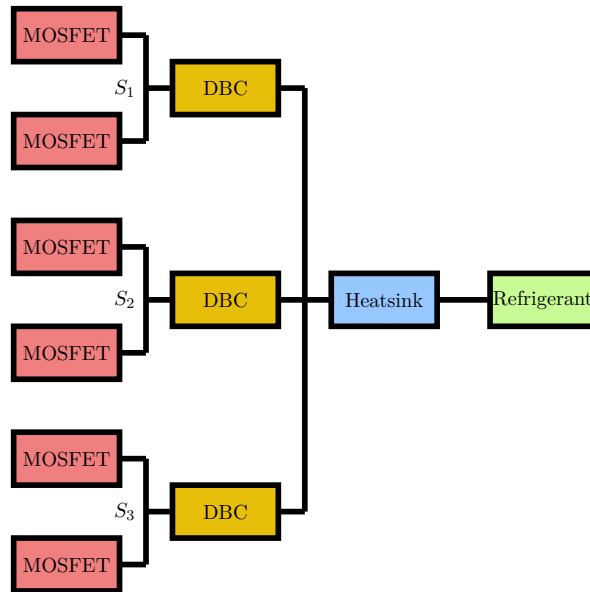 MOSFET
S₁
DBC
MOSFET
MOSFET
S₂
DBC
Heatsink
Refrigerant
MOSFET
MOSFET
S₃
DBC
MOSFET